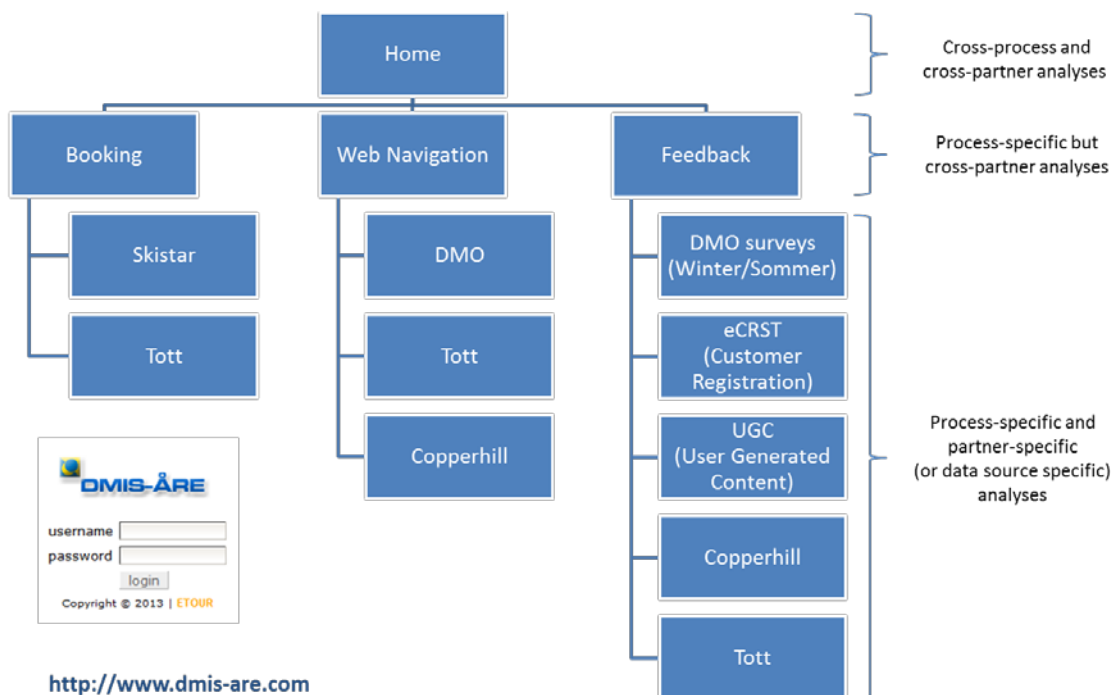 Home
Cross-process and
cross-partner analyses
Booking
Web Navigation
Feedback
Process-specific but
cross-partner analyses
Skistar
Tott
DMO
Tott
Copperhill
DMO surveys
(Winter/Sommer)
eCRST
(Customer
Registration)
UGC
(User Generated
Content)
Copperhill
Tott
Process-specific and
partner-specific
(or data source specific)
analyses
DMIS-ÅRE
username
password
login
Copyright © 2013 | ETOUR
http://www.dmis-are.com